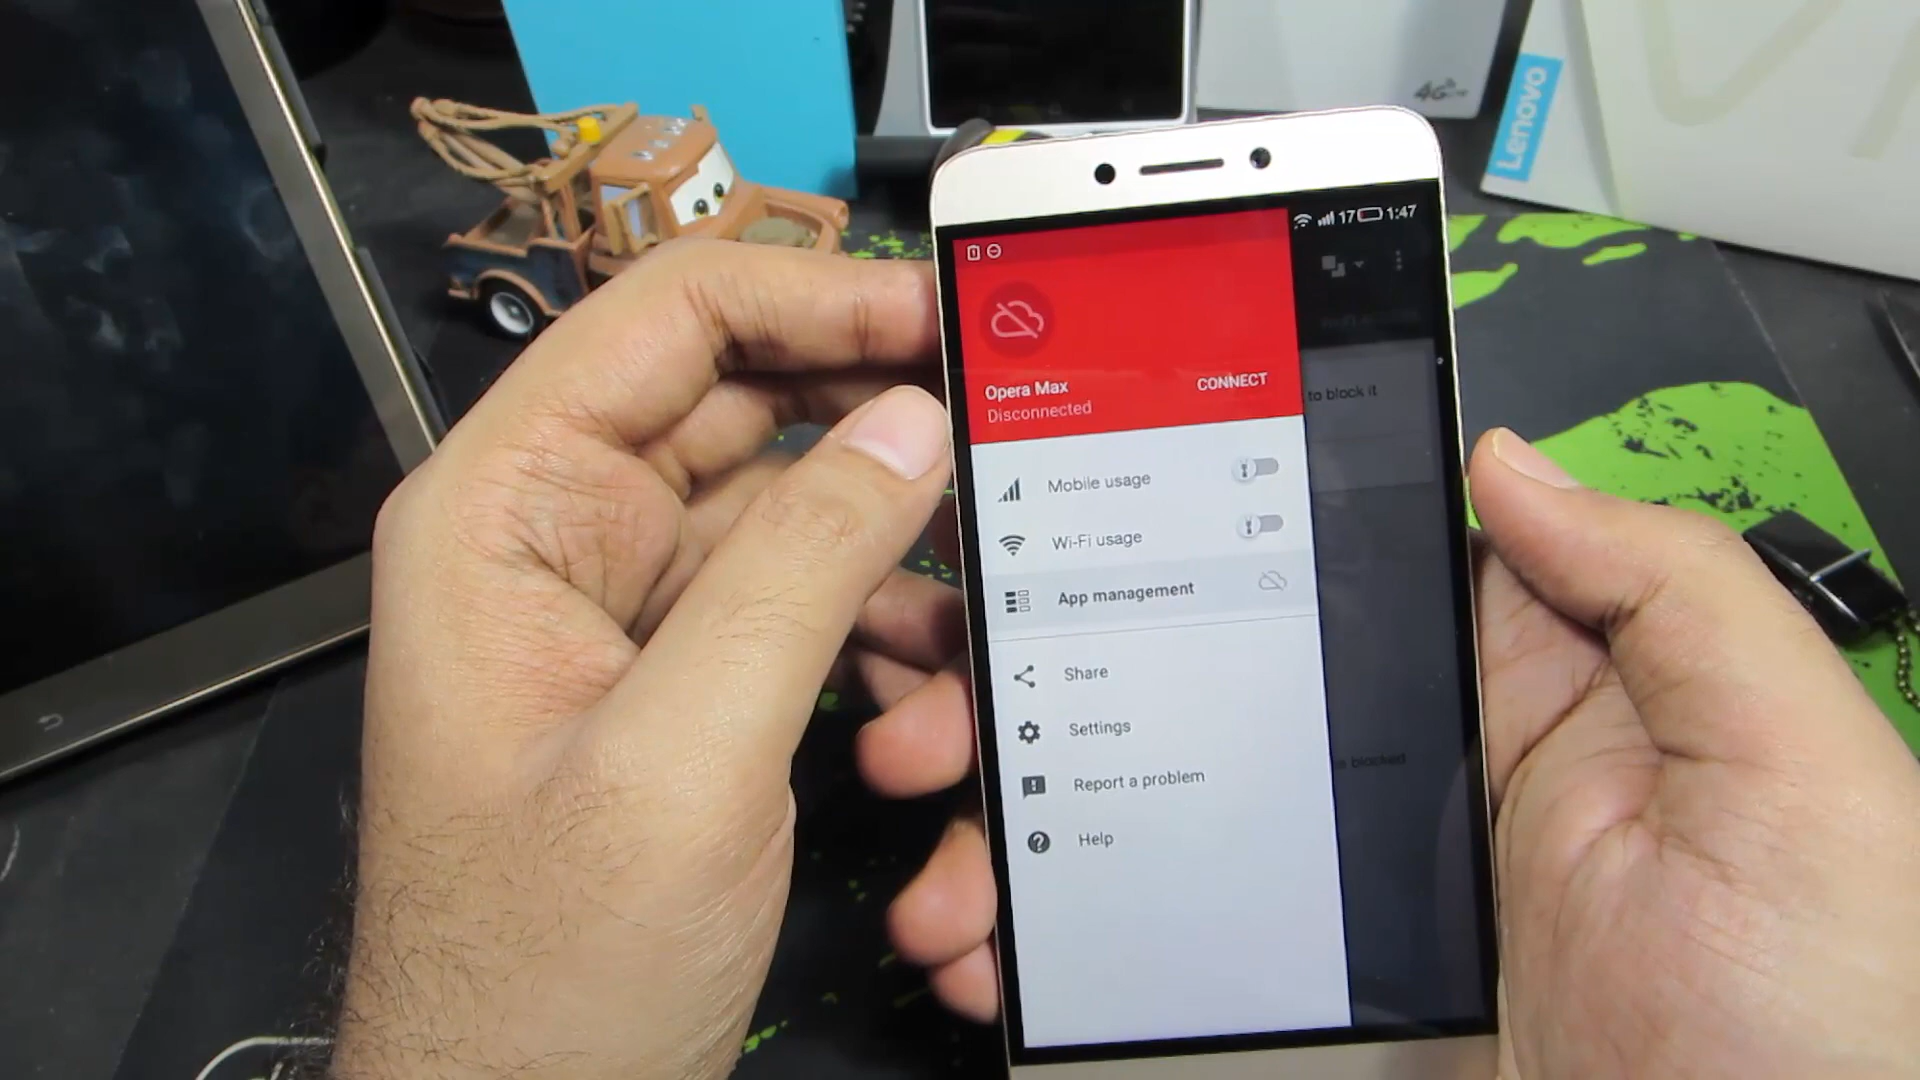 4G
Lenovo
17 1:47
Opera Max
CONNECT
Disconnected
to block it
Mobile usage
Wi-Fi usage
App management
Share
Settings
blocked
Report a problem
Help